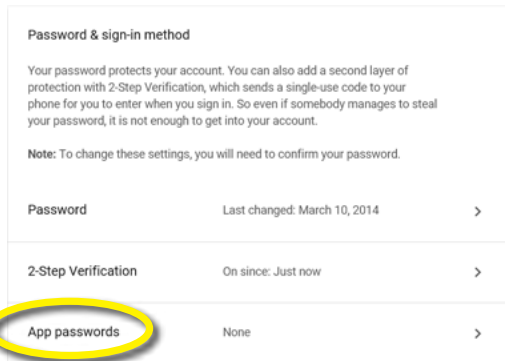 Password & sign-in method
Your password protects your account. You can also add a second layer of
protection with 2-Step Verification, which sends a single-use code to your
phone for you to enter when you sign in. So even if somebody manages to steal
your password, it is not enough to get into your account.
Note: To change these settings, you will need to confirm your password.
Password Last changed: March 10, 2014
2-Step Verification On since: Just now
App passwords None